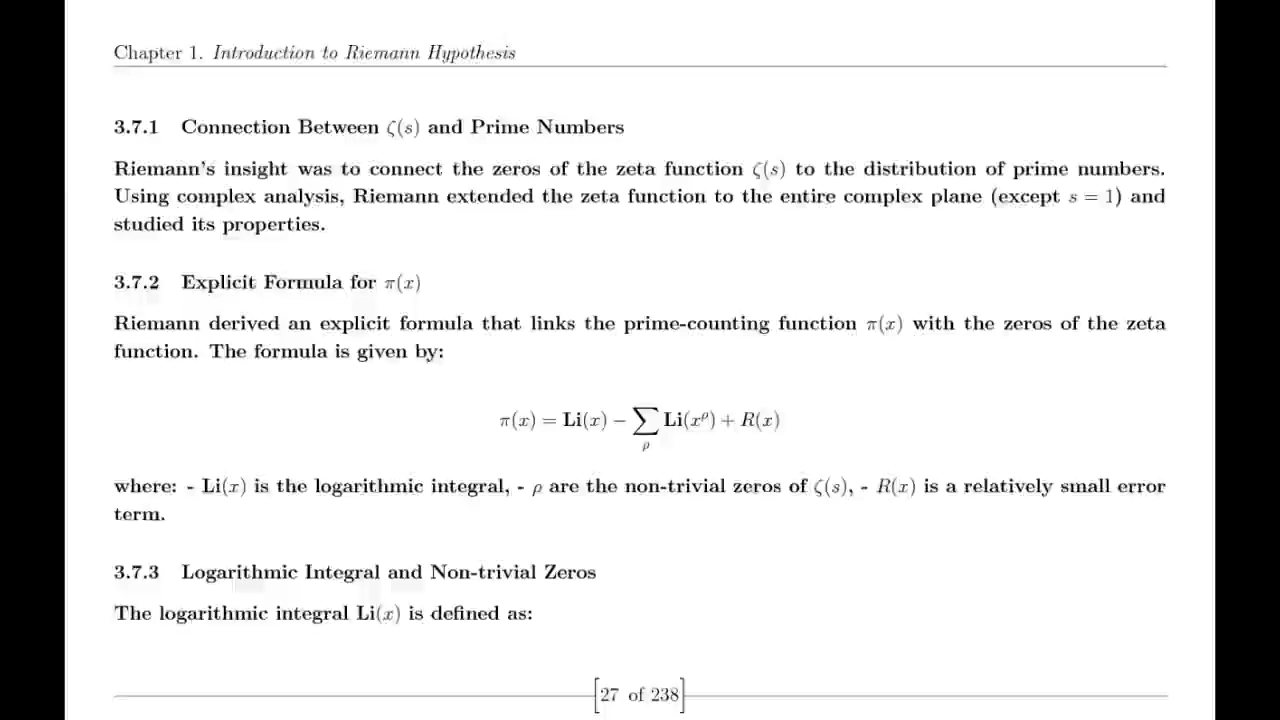 Chapter 1. Introduction to Riemann Hypothesis
3.7.1 Connection Between ζ(s) and Prime Numbers
Riemann's insight was to connect the zeros of the zeta function ζ(s) to the distribution of prime numbers.
Using complex analysis, Riemann extended the zeta function to the entire complex plane (except s = 1) and
studied its properties.
3.7.2 Explicit Formula for π(x)
Riemann derived an explicit formula that links the prime-counting function π(x) with the zeros of the zeta
function. The formula is given by:
π(x) = Li(x) − ∑_ρ Li(x^ρ) + R(x)
where: - Li(x) is the logarithmic integral, - ρ are the non-trivial zeros of ζ(s), - R(x) is a relatively small error
term.
3.7.3 Logarithmic Integral and Non-trivial Zeros
The logarithmic integral Li(x) is defined as:
[27 of 238]